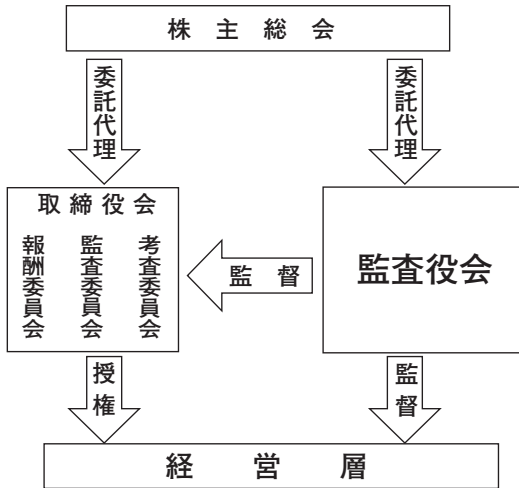 株主総会
委託代理
委託代理
取締役会
報酬委員会
監査委員会
考査委員会
監督
監査役会
授権
監督
経営層